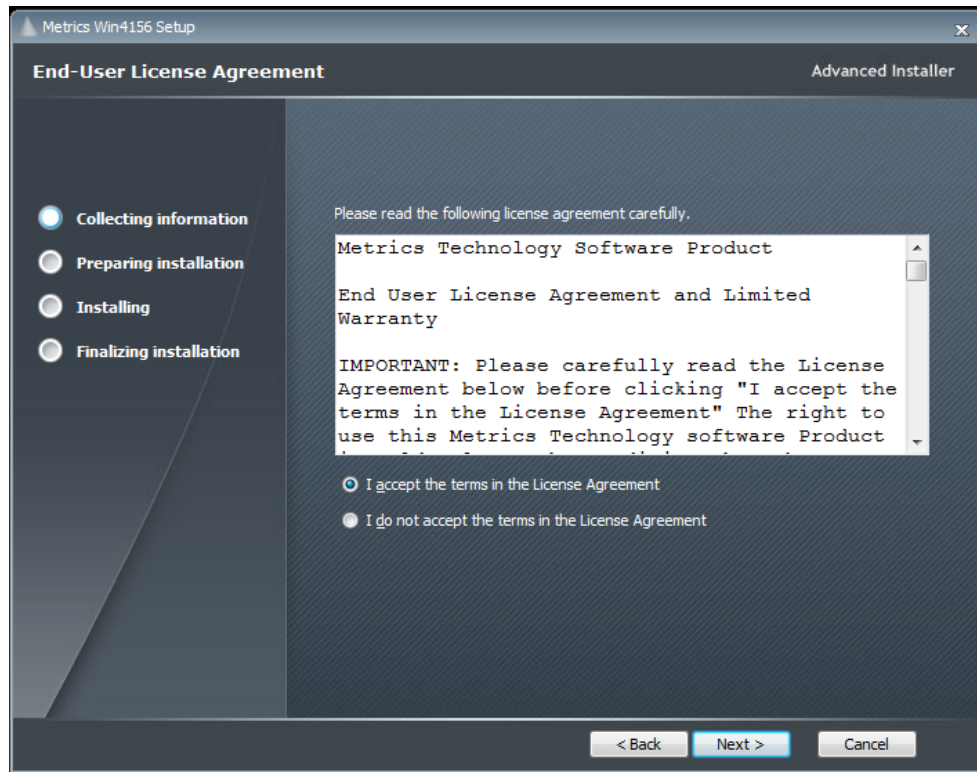 Metrics Win4156 Setup
End-User License Agreement
Advanced Installer
Collecting information
Preparing installation
Installing
Finalizing installation
Please read the following license agreement carefully.
Metrics Technology Software Product
End User License Agreement and Limited
Warranty
IMPORTANT: Please carefully read the License
Agreement below before clicking "I accept the
terms in the License Agreement" The right to
use this Metrics Technology software Product
I accept the terms in the License Agreement
I do not accept the terms in the License Agreement
< Back
Next >
Cancel